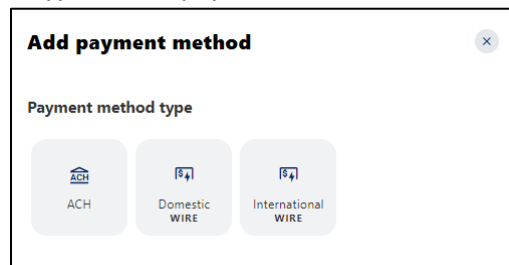 Add payment method
Payment method type
ACH
ACH
Domestic
WIRE
International
WIRE